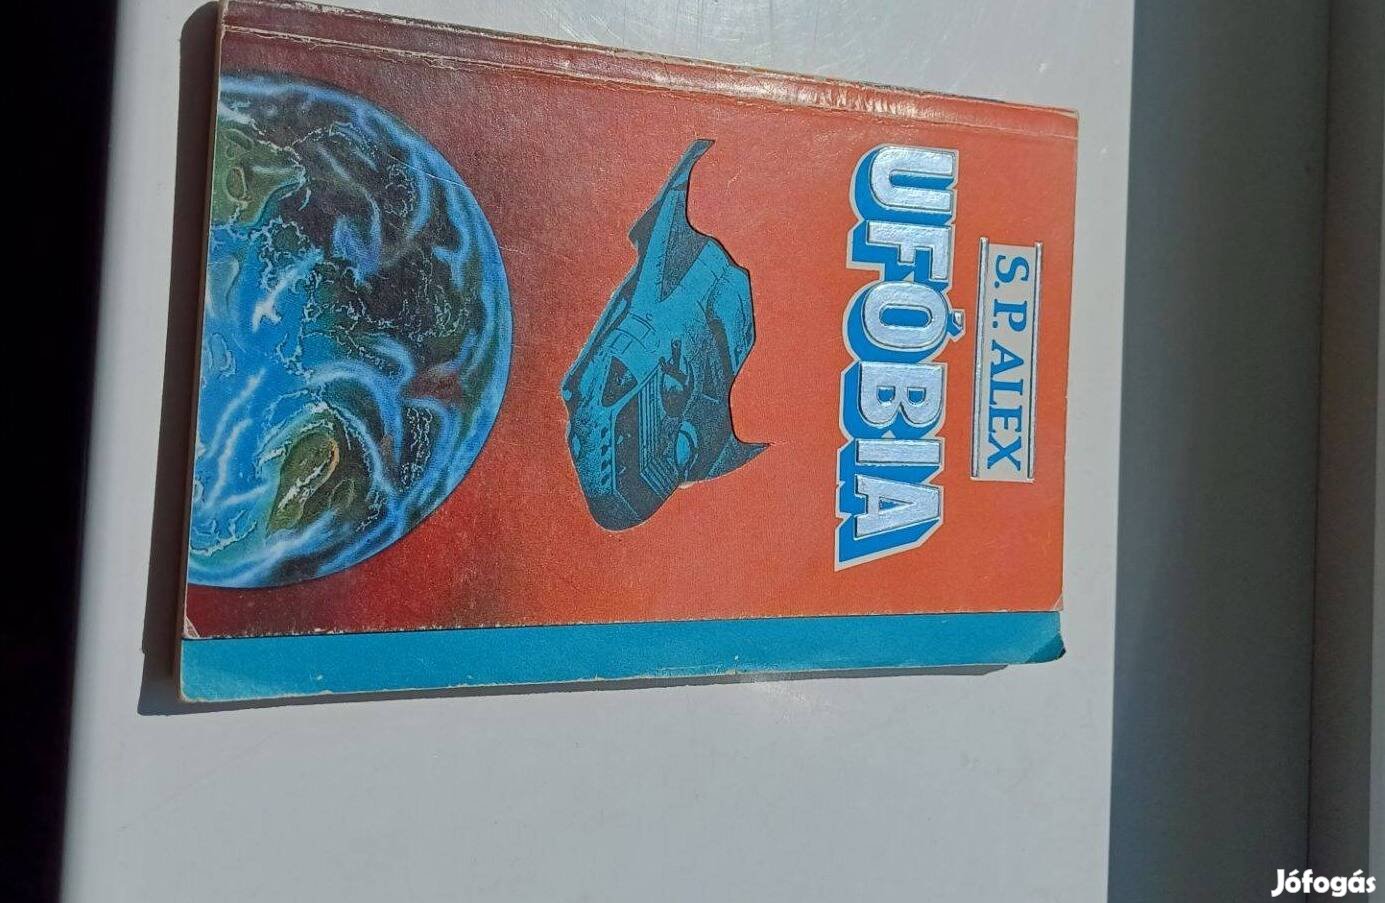 S. P. ALEX
UFÓBIA
Jófogás